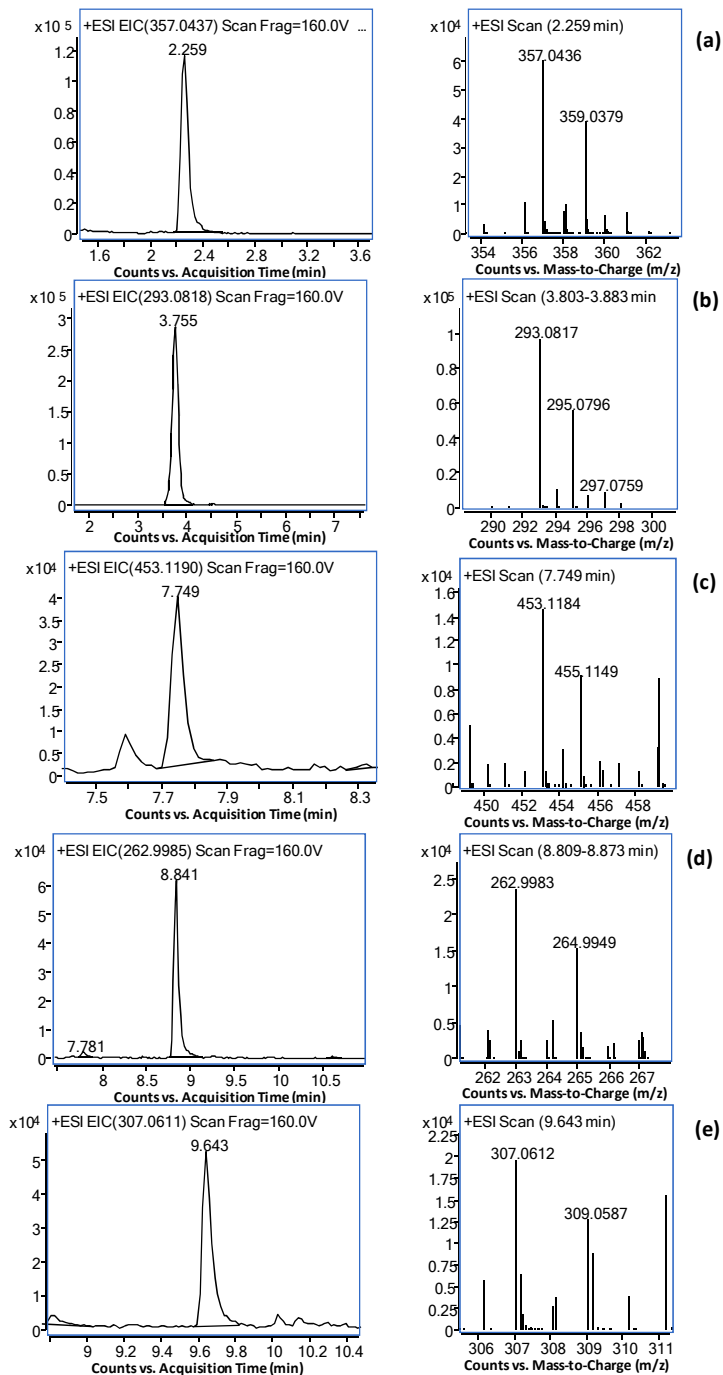 +ESI EIC(357.0437) Scan Frag=160.0V ...
x10 5
2.259
1.2
1
0.8
0.6
0.4
0.2
0
1.6 2 2.4 2.8 3.2 3.6
Counts vs. Acquisition Time (min)
+ESI Scan (2.259 min)
(a)
x10 4
357.0436
359.0379
6
5
4
3
2
1
0
354 356 358 360 362
Counts vs. Mass-to-Charge (m/z)
+ESI EIC(293.0818) Scan Frag=160.0V
x10 5
3.755
3
2.5
2
1.5
1
0.5
0
2 3 4 5 6 7
Counts vs. Acquisition Time (min)
+ESI Scan (3.803-3.883 min
(b)
x10 5
293.0817
295.0796
297.0759
1
0.8
0.6
0.4
0.2
0
290 292 294 296 298 300
Counts vs. Mass-to-Charge (m/z)
+ESI EIC(453.1190) Scan Frag=160.0V
x10 4
7.749
4
3.5
3
2.5
2
1.5
1
0.5
0
7.5 7.7 7.9 8.1 8.3
Counts vs. Acquisition Time (min)
+ESI Scan (7.749 min)
(c)
x10 4
453.1184
455.1149
1.6
1.4
1.2
1
0.8
0.6
0.4
0.2
0
450 452 454 456 458
Counts vs. Mass-to-Charge (m/z)
+ESI EIC(262.9985) Scan Frag=160.0V
x10 4
8.841
7.781
6
5
4
3
2
1
0
8 8.5 9 9.5 10 10.5
Counts vs. Acquisition Time (min)
+ESI Scan (8.809-8.873 min)
(d)
x10 4
262.9983
264.9949
2.5
2
1.5
1
0.5
0
262 263 264 265 266 267
Counts vs. Mass-to-Charge (m/z)
+ESI EIC(307.0611) Scan Frag=160.0V
x10 4
9.643
5
4
3
2
1
0
9 9.2 9.4 9.6 9.8 10 10.2 10.4
Counts vs. Acquisition Time (min)
+ESI Scan (9.643 min)
(e)
x10 4
307.0612
309.0587
2.25
2
1.75
1.5
1.25
1
0.75
0.5
0.25
0
306 307 308 309 310 311
Counts vs. Mass-to-Charge (m/z)